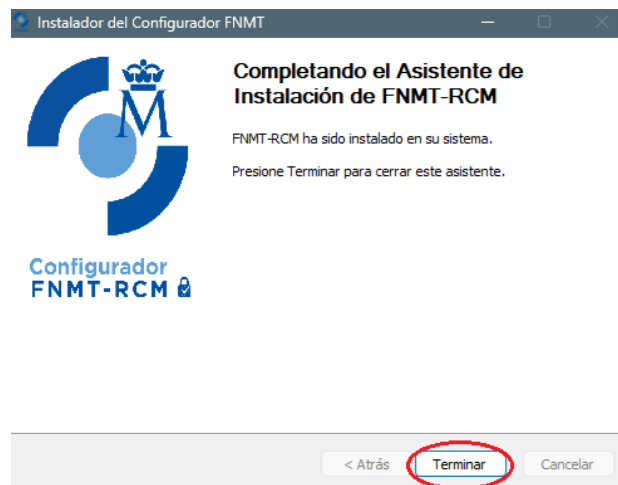 Instalador del Configurador FNMT
Completando el Asistente de
Instalación de FNMT-RCM
FNMT-RCM ha sido instalado en su sistema.
Presione Terminar para cerrar este asistente.
M
Configurador
FNMT-RCM
< Atrás
Terminar
Cancelar